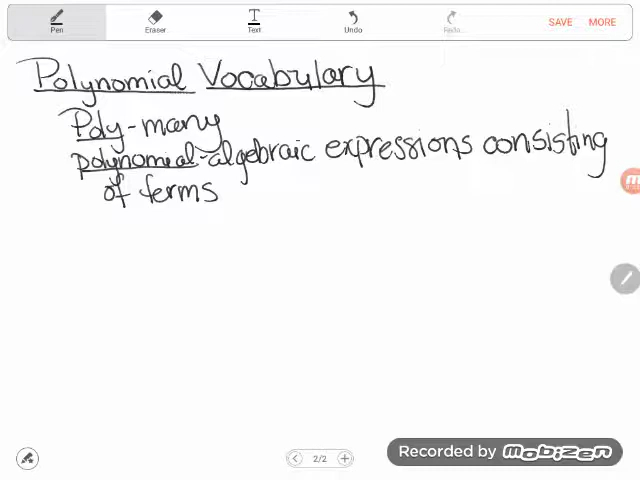 Pen Eraser Text Undo Redo SAVE MORE
Polynomial Vocabulary
Poly-many
polynomial-algebraic expressions consisting
of terms
2/2
Recorded by MOBIZEN